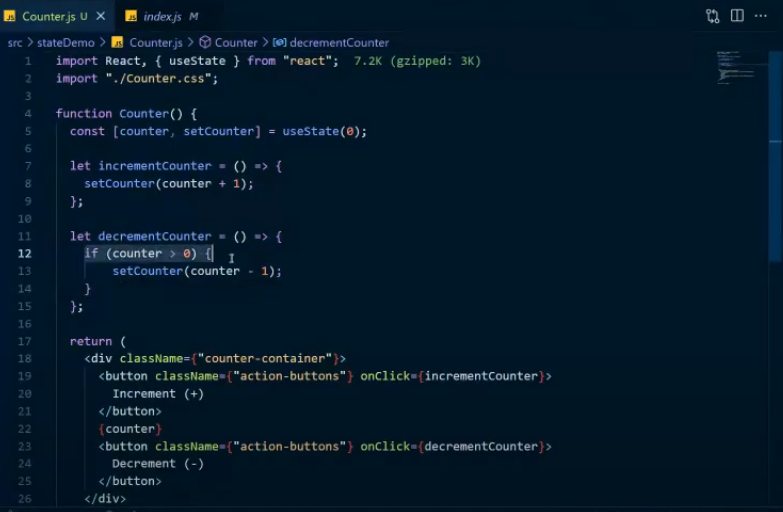 Counter.js U
index.js M
src > stateDemo > Counter.js > Counter > decrementCounter
1 import React, { useState } from "react"; 7.2K (gzipped: 3K)
2 import "./Counter.css";
3
4 function Counter() {
5 const [counter, setCounter] = useState(0);
6
7 let incrementCounter = () => {
8 setCounter(counter + 1);
9 };
10
11 let decrementCounter = () => {
12 if (counter > 0) {
13 setCounter(counter - 1);
14 }
15 };
16
17 return (
18 <div className={"counter-container"}>
19 <button className={"action-buttons"} onClick={incrementCounter}>
20 Increment (+)
21 </button>
22 {counter}
23 <button className={"action-buttons"} onClick={decrementCounter}>
24 Decrement (-)
25 </button>
26 </div>